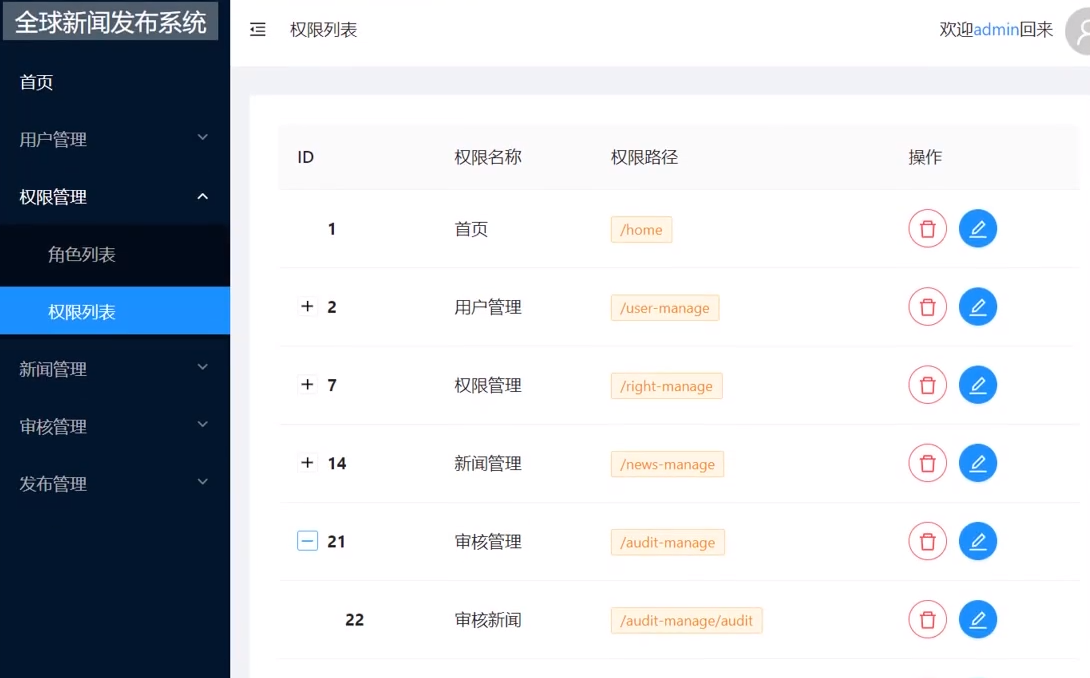 全球新闻发布系统
权限列表
欢迎admin回来
首页
用户管理
权限管理
角色列表
权限列表
新闻管理
审核管理
发布管理
ID 权限名称 权限路径 操作
1 首页 /home
2 用户管理 /user-manage
7 权限管理 /right-manage
14 新闻管理 /news-manage
21 审核管理 /audit-manage
22 审核新闻 /audit-manage/audit